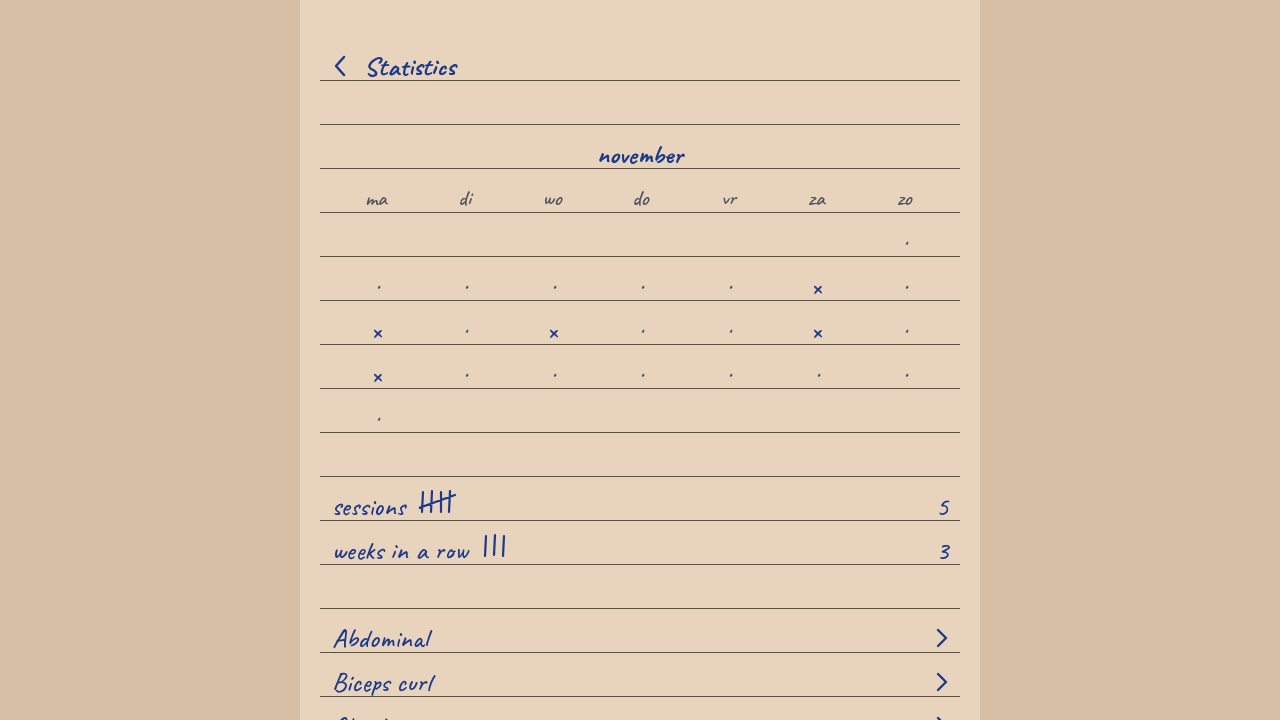 Statistics
november
ma di wo do vr za zo
.
. . . . . × .
× . × . . × .
× . . . . . .
.
sessions 5
weeks in a row 3
Abdominal
Biceps curl